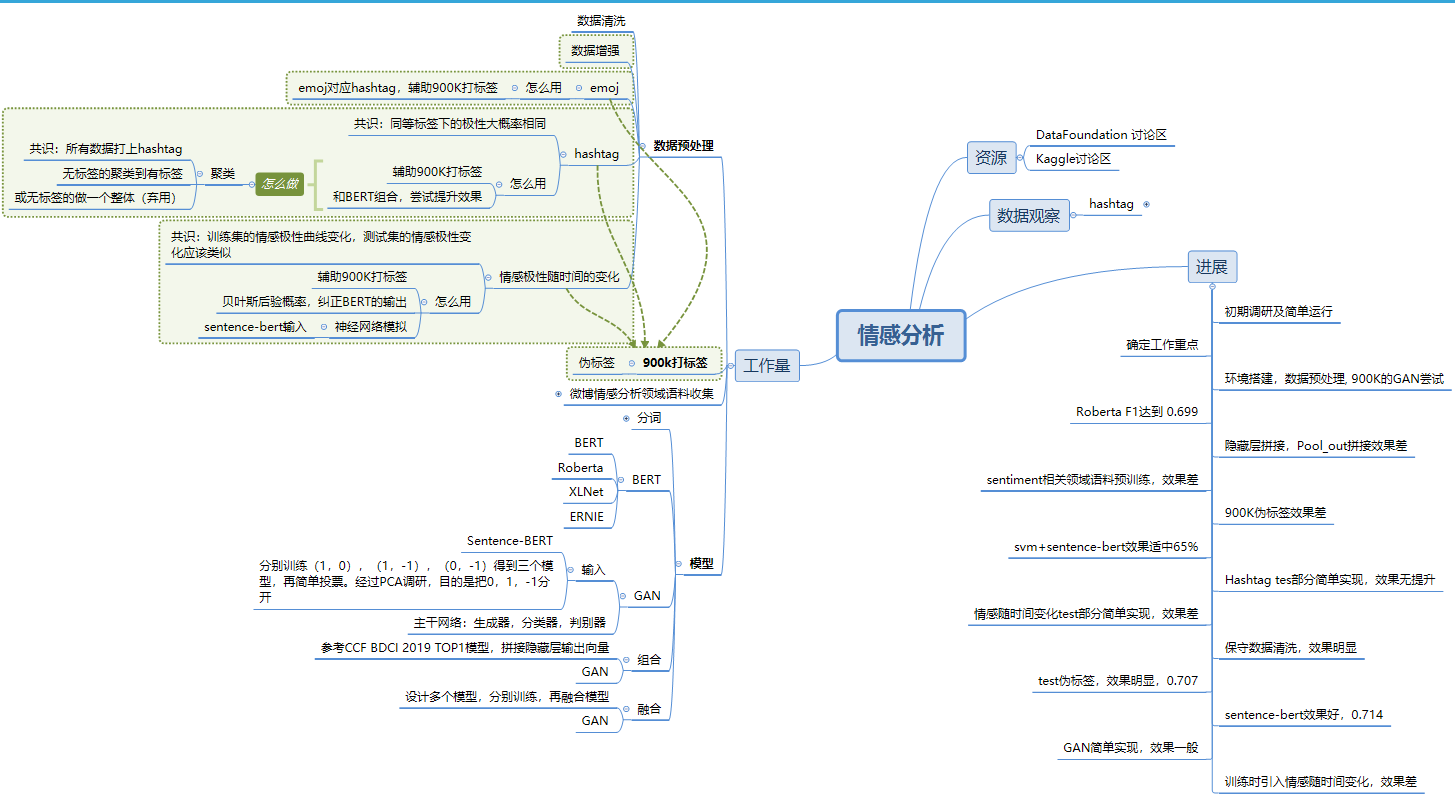 情感分析
资源
DataFoundation 讨论区
Kaggle讨论区
数据观察
hashtag
进展
初期调研及简单运行
确定工作重点
环境搭建，数据预处理, 900K的GAN尝试
Roberta F1达到 0.699
隐藏层拼接，Pool_out拼接效果差
sentiment相关领域语料预训练，效果差
900K伪标签效果差
svm+sentence-bert效果适中65%
Hashtag tes部分简单实现，效果无提升
情感随时间变化test部分简单实现，效果差
保守数据清洗，效果明显
test伪标签，效果明显，0.707
sentence-bert效果好，0.714
GAN简单实现，效果一般
训练时引入情感随时间变化，效果差
工作量
数据预处理
数据清洗
数据增强
emoj
怎么用
emoj对应hashtag，辅助900K打标签
hashtag
共识：同等标签下的极性大概率相同
怎么用
辅助900K打标签
和BERT组合，尝试提升效果
怎么做
聚类
共识：所有数据打上hashtag
无标签的聚类到有标签
或无标签的做一个整体（弃用）
情感极性随时间的变化
共识：训练集的情感极性曲线变化，测试集的情感极性变
化应该类似
怎么用
辅助900K打标签
贝叶斯后验概率，纠正BERT的输出
神经网络模拟
sentence-bert输入
900k打标签
伪标签
微博情感分析领域语料收集
模型
分词
BERT
BERT
Roberta
XLNet
ERNIE
GAN
输入
Sentence-BERT
分别训练（1，0），（1，-1），（0，-1）得到三个模
型，再简单投票。经过PCA调研，目的是把0，1，-1分
开
主干网络：生成器，分类器，判别器
组合
参考CCF BDCI 2019 TOP1模型，拼接隐藏层输出向量
GAN
融合
设计多个模型，分别训练，再融合模型
GAN